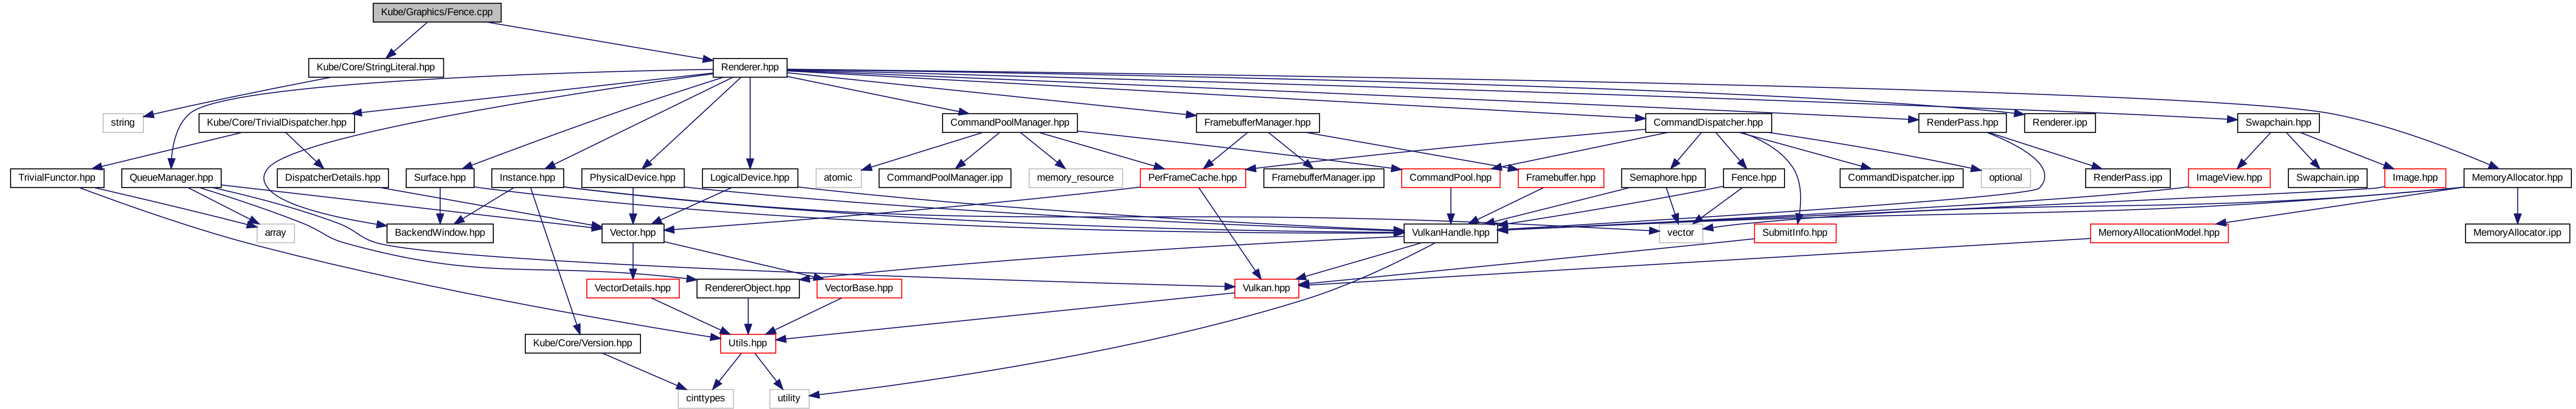 Kube/Graphics/Fence.cpp
Kube/Core/StringLiteral.hpp
Renderer.hpp
string
Kube/Core/TrivialDispatcher.hpp
CommandPoolManager.hpp
FramebufferManager.hpp
CommandDispatcher.hpp
RenderPass.hpp
Renderer.ipp
Swapchain.hpp
TrivialFunctor.hpp
QueueManager.hpp
DispatcherDetails.hpp
Surface.hpp
Instance.hpp
PhysicalDevice.hpp
LogicalDevice.hpp
atomic
CommandPoolManager.ipp
memory_resource
PerFrameCache.hpp
FramebufferManager.ipp
CommandPool.hpp
Framebuffer.hpp
Semaphore.hpp
Fence.hpp
CommandDispatcher.ipp
optional
RenderPass.ipp
ImageView.hpp
Swapchain.ipp
Image.hpp
MemoryAllocator.hpp
array
BackendWindow.hpp
Vector.hpp
VulkanHandle.hpp
vector
SubmitInfo.hpp
MemoryAllocationModel.hpp
MemoryAllocator.ipp
VectorDetails.hpp
RendererObject.hpp
VectorBase.hpp
Vulkan.hpp
Kube/Core/Version.hpp
Utils.hpp
cinttypes
utility